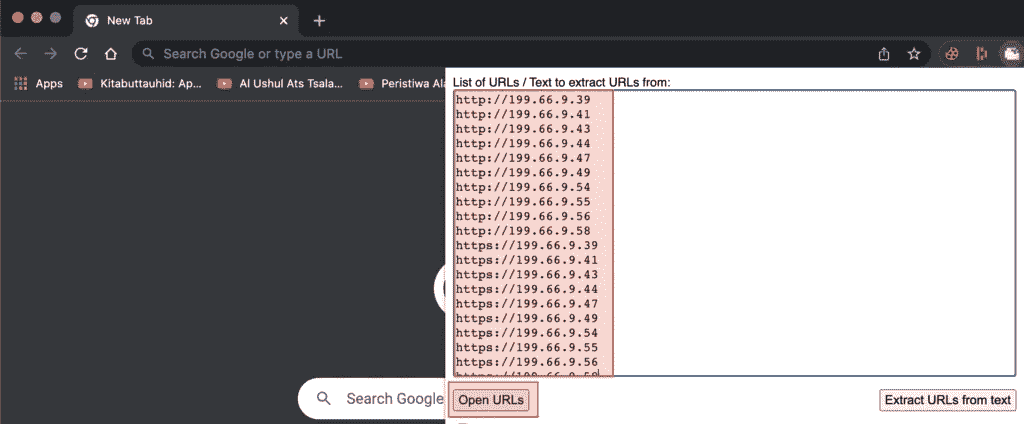 New Tab
Search Google or type a URL
Apps Kitabuttauhid: Ap... Al Ushul Ats Tsala... Peristiwa Ala
List of URLs / Text to extract URLs from:
http://199.66.9.39
http://199.66.9.41
http://199.66.9.43
http://199.66.9.44
http://199.66.9.47
http://199.66.9.49
http://199.66.9.54
http://199.66.9.55
http://199.66.9.56
http://199.66.9.58
https://199.66.9.39
https://199.66.9.41
https://199.66.9.43
https://199.66.9.44
https://199.66.9.47
https://199.66.9.49
https://199.66.9.54
https://199.66.9.55
https://199.66.9.56
https://199.66.9.58
Search Google
Open URLs Extract URLs from text